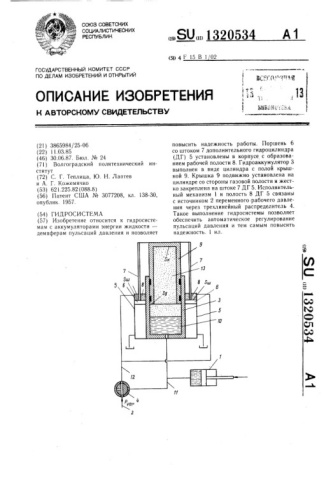 СОЮЗ СОВЕТСКИХ
СОЦИАЛИСТИЧЕСКИХ
РЕСПУБЛИК
(19) SU (11) 1320534 A1
(51) 4 F 15 B 1/02
ГОСУДАРСТВЕННЫЙ КОМИТЕТ СССР
ПО ДЕЛАМ ИЗОБРЕТЕНИЙ И ОТКРЫТИЙ
ОПИСАНИЕ ИЗОБРЕТЕНИЯ
К АВТОРСКОМУ СВИДЕТЕЛЬСТВУ
13
(21) 3865984/25-06
(22) 11.03.85
(46) 30.06.87. Бюл. № 24
(71) Волгоградский политехнический институт
(72) С. Г. Телица, Ю. Н. Лаптев
и А. Г. Кожемячко
(53) 621.225.02(088.8)
(56) Патент США № 3077208, кл. 138-30,
опублик. 1957.
(54) ГИДРОСИСТЕМА
(57) Изобретение относится к гидросистемам
с аккумуляторами энергии жидкости —
демпферам пульсаций давления и позволяет
повысить надежность работы. Поршень 6
со штоком 7 дополнительного гидроцилиндра
(ДГ) 5 установлены в корпусе с образованием
рабочей полости 8. Гидроаккумулятор 3
выполнен в виде цилиндра с полой крышкой
9. Крышка 9 подвижно установлена на
цилиндре со стороны газовой полости и жестко
закреплена на штоке 7 ДГ 5. Исполнительный
механизм 1 и полость 8 ДГ 5 связаны
с источником 2 переменного рабочего давления
через трехлинейный распределитель 4.
Такое выполнение гидросистемы позволяет
обеспечить автоматическое регулирование
пульсаций давления и тем самым повысить
надежность. 1 ил.
(19) SU (11) 1320534 A1